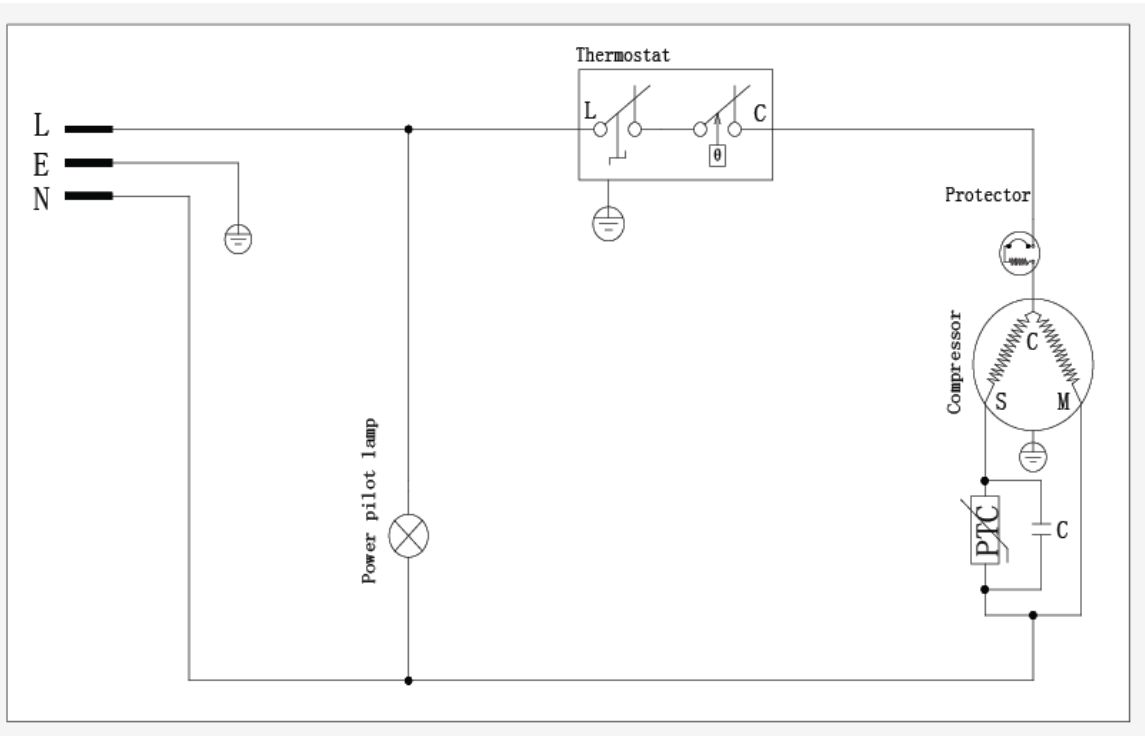 Thermostat
L
C
L
E
N
θ
Protector
Compressor
C
S
M
Power pilot lamp
PTC
C